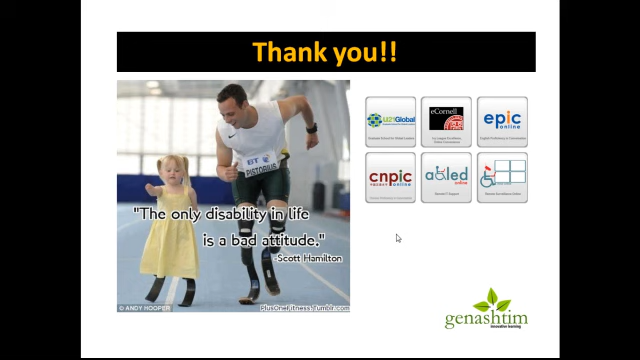 Thank you!!
BT
PISTORIUS
"The only disability in life
is a bad attitude."
-Scott Hamilton
© ANDY HOOPER
PlusOneFitness.Tumblr.com
U21Global
eCornell
epic
online
cnpic
online
abled
online
genashtim
innovative learning